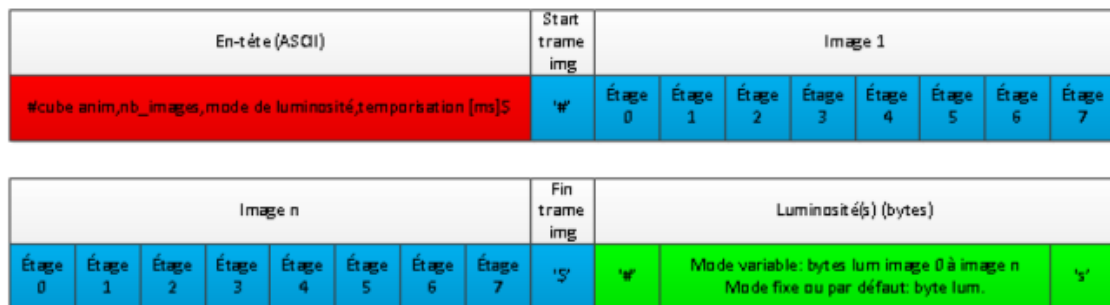 En-tête (ASCII)
Start
trame
img
Image 1
#cube anim,nb_images,mode de luminosité,temporisation [ms]$
'#'
Étage
0
Étage
1
Étage
2
Étage
3
Étage
4
Étage
5
Étage
6
Étage
7
Image n
Fin
trame
img
Luminosité(s) (bytes)
Étage
0
Étage
1
Étage
2
Étage
3
Étage
4
Étage
5
Étage
6
Étage
7
'$'
'#'
Mode variable: bytes lum image 0 à image n
Mode fixe ou par défaut: byte lum.
's'